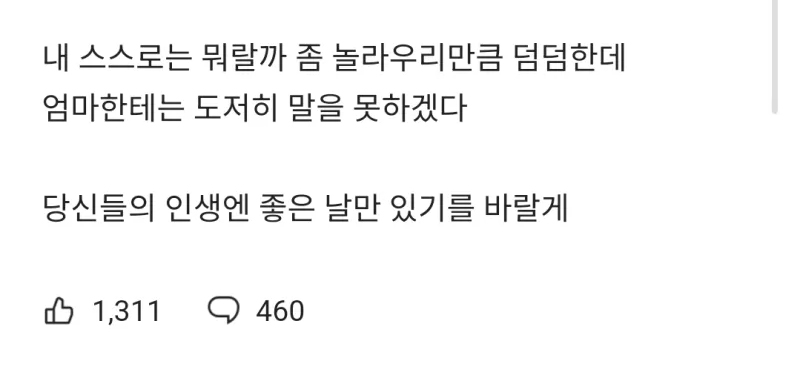 내 스스로는 뭐랄까 좀 놀라우리만큼 덤덤한데
엄마한테는 도저히 말을 못하겠다
당신들의 인생엔 좋은 날만 있기를 바랄게
1,311 460